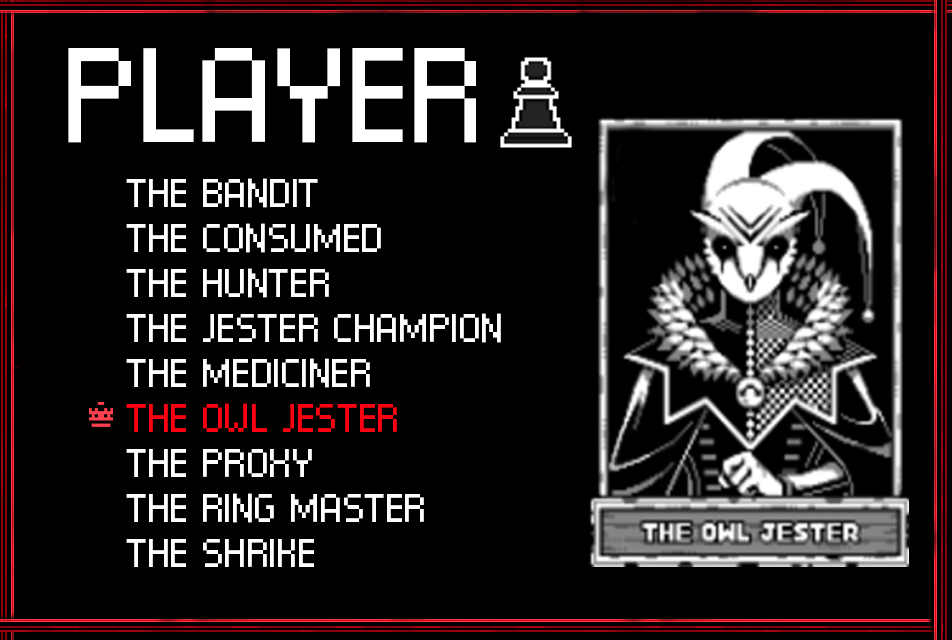 PLAYER
THE BANDIT
THE CONSUMED
THE HUNTER
THE JESTER CHAMPION
THE MEDICINER
THE OWL JESTER
THE PROXY
THE RING MASTER
THE SHRIKE
THE OWL JESTER